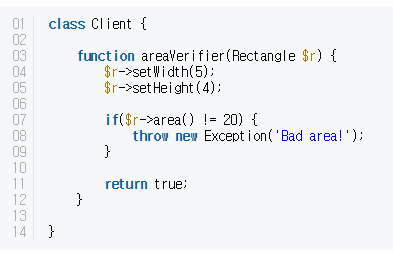 01 class Client {
02
03     function areaVerifier(Rectangle $r) {
04         $r->setWidth(5);
05         $r->setHeight(4);
06
07         if($r->area() != 20) {
08             throw new Exception('Bad area!');
09         }
10
11         return true;
12     }
13
14 }